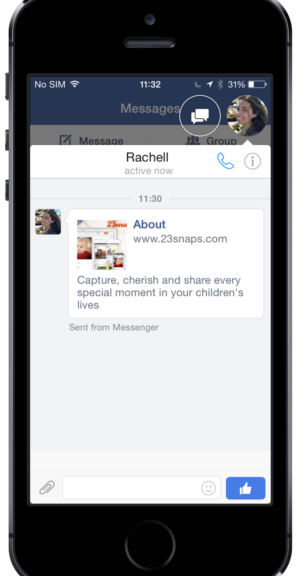 No SIM 11:32 31%
Messages
Message Group
Rachell
active now
11:30
23snaps
About
www.23snaps.com
Capture, cherish and share every
special moment in your children's
lives
Sent from Messenger